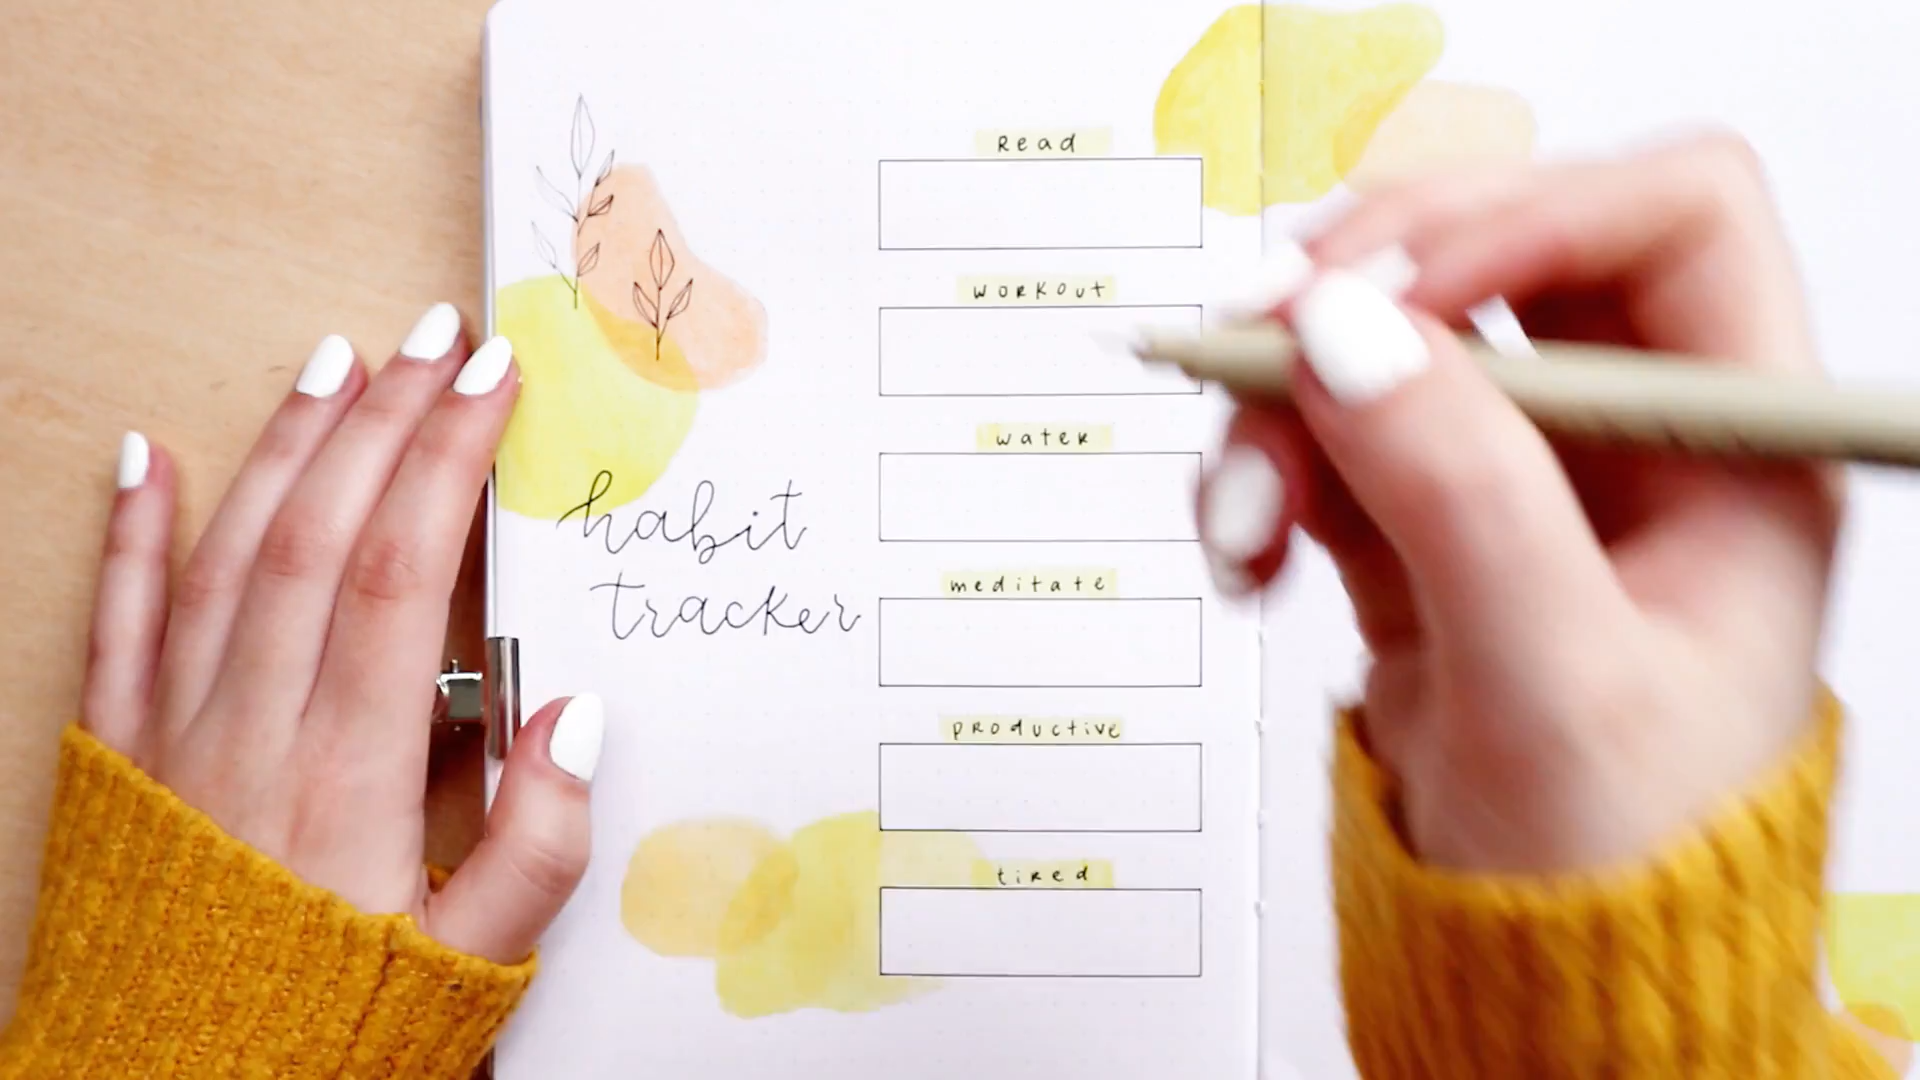 Read
workout
water
meditate
productive
tired
habit
tracker